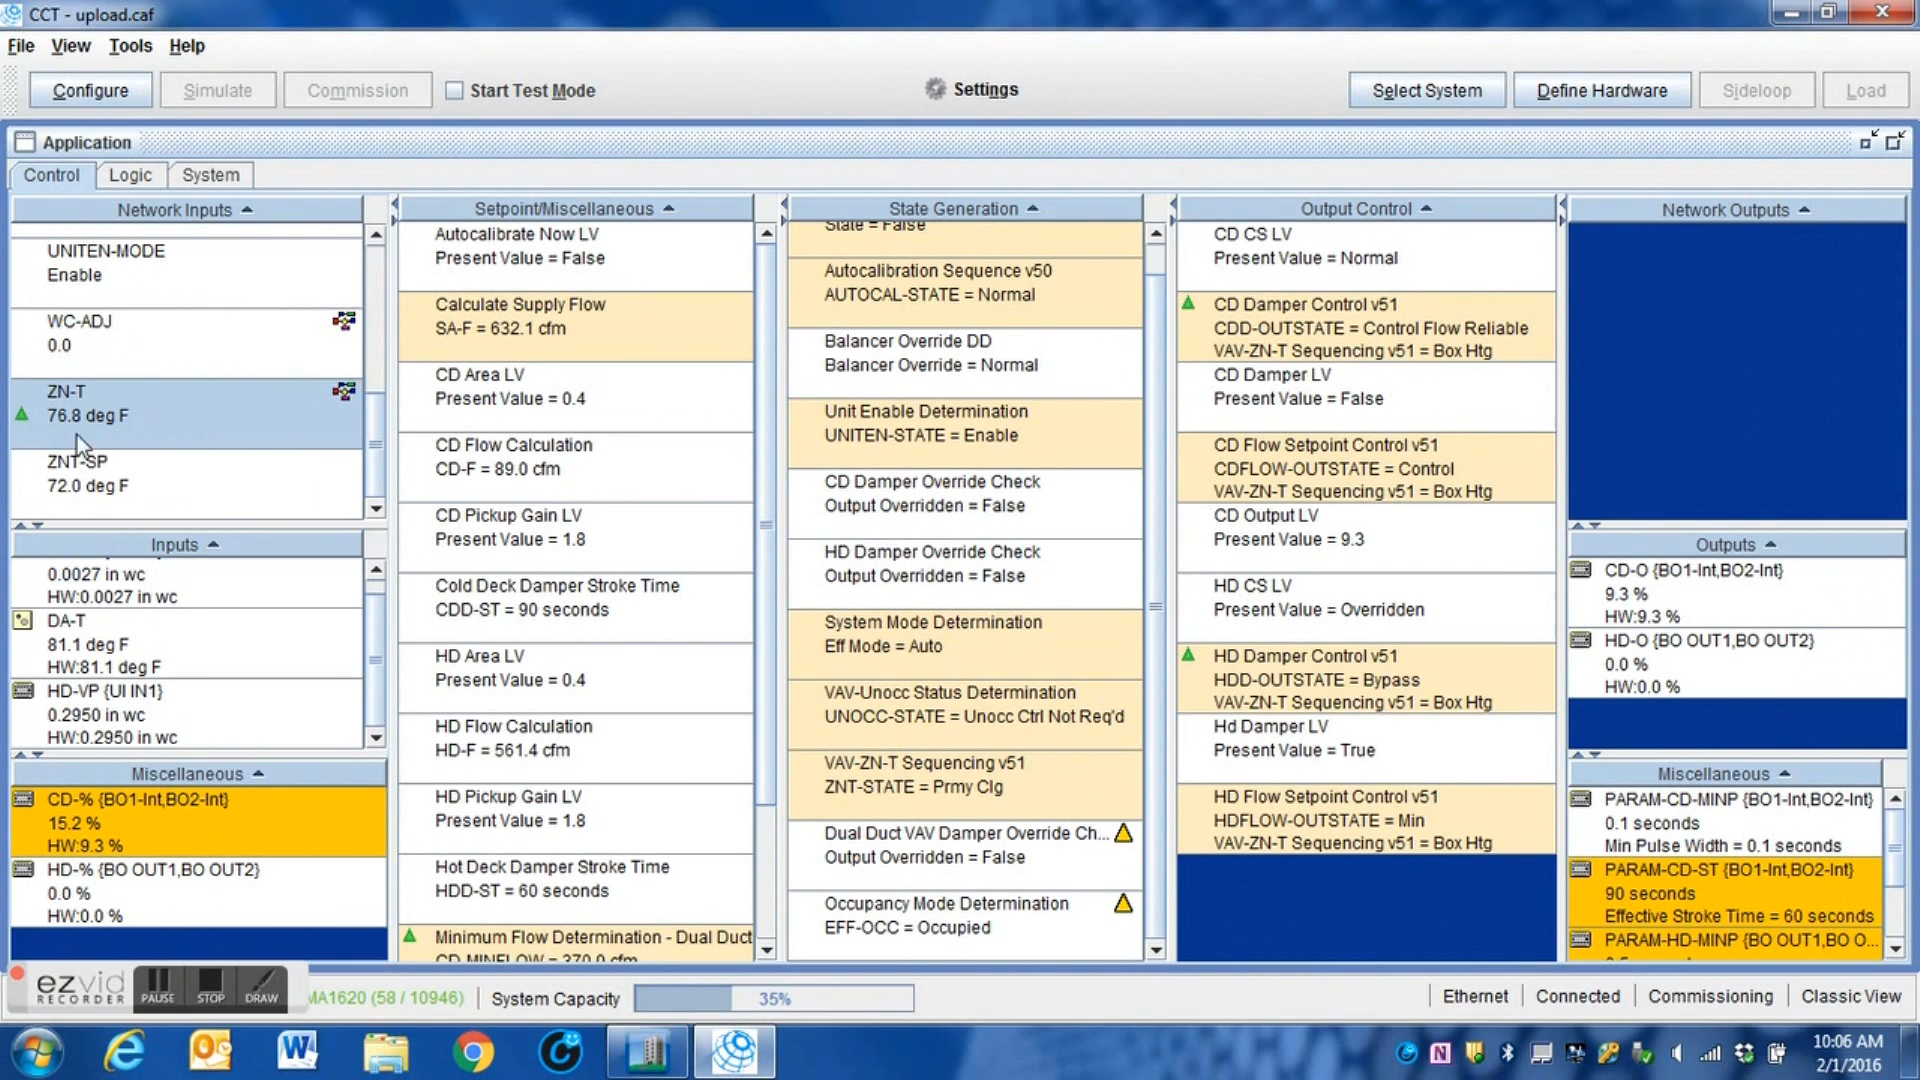 CCT - upload.caf
File View Tools Help
Configure
Simulate
Commission
Start Test Mode
Settings
Select System
Define Hardware
Sideloop
Load
Application
Control
Logic
System
Network Inputs
UNITEN-MODE
Enable
WC-ADJ
0.0
ZN-T
76.8 deg F
ZNT-SP
72.0 deg F
Inputs
0.0027 in wc
HW:0.0027 in wc
DA-T
81.1 deg F
HW:81.1 deg F
HD-VP {UI IN1}
0.2950 in wc
HW:0.2950 in wc
Miscellaneous
CD-% {BO1-Int,BO2-Int}
15.2 %
HW:9.3 %
HD-% {BO OUT1,BO OUT2}
0.0 %
HW:0.0 %
Setpoint/Miscellaneous
Autocalibrate Now LV
Present Value = False
Calculate Supply Flow
SA-F = 632.1 cfm
CD Area LV
Present Value = 0.4
CD Flow Calculation
CD-F = 89.0 cfm
CD Pickup Gain LV
Present Value = 1.8
Cold Deck Damper Stroke Time
CDD-ST = 90 seconds
HD Area LV
Present Value = 0.4
HD Flow Calculation
HD-F = 561.4 cfm
HD Pickup Gain LV
Present Value = 1.8
Hot Deck Damper Stroke Time
HDD-ST = 60 seconds
Minimum Flow Determination - Dual Duct
CD-MINFLOW = 370.0 cfm
State Generation
State = False
Autocalibration Sequence v50
AUTOCAL-STATE = Normal
Balancer Override DD
Balancer Override = Normal
Unit Enable Determination
UNITEN-STATE = Enable
CD Damper Override Check
Output Overridden = False
HD Damper Override Check
Output Overridden = False
System Mode Determination
Eff Mode = Auto
VAV-Unocc Status Determination
UNOCC-STATE = Unocc Ctrl Not Req'd
VAV-ZN-T Sequencing v51
ZNT-STATE = Prmy Clg
Dual Duct VAV Damper Override Ch...
Output Overridden = False
Occupancy Mode Determination
EFF-OCC = Occupied
Output Control
CD CS LV
Present Value = Normal
CD Damper Control v51
CDD-OUTSTATE = Control Flow Reliable
VAV-ZN-T Sequencing v51 = Box Htg
CD Damper LV
Present Value = False
CD Flow Setpoint Control v51
CDFLOW-OUTSTATE = Control
VAV-ZN-T Sequencing v51 = Box Htg
CD Output LV
Present Value = 9.3
HD CS LV
Present Value = Overridden
HD Damper Control v51
HDD-OUTSTATE = Bypass
VAV-ZN-T Sequencing v51 = Box Htg
Hd Damper LV
Present Value = True
HD Flow Setpoint Control v51
HDFLOW-OUTSTATE = Min
VAV-ZN-T Sequencing v51 = Box Htg
Network Outputs
Outputs
CD-O {BO1-Int,BO2-Int}
9.3 %
HW:9.3 %
HD-O {BO OUT1,BO OUT2}
0.0 %
HW:0.0 %
Miscellaneous
PARAM-CD-MINP {BO1-Int,BO2-Int}
0.1 seconds
Min Pulse Width = 0.1 seconds
PARAM-CD-ST {BO1-Int,BO2-Int}
90 seconds
Effective Stroke Time = 60 seconds
PARAM-HD-MINP {BO OUT1,BO O...
ezvid
RECORDER
PAUSE
STOP
DRAW
MA1620 (58 / 10946)
System Capacity
35%
Ethernet
Connected
Commissioning
Classic View
10:06 AM
2/1/2016